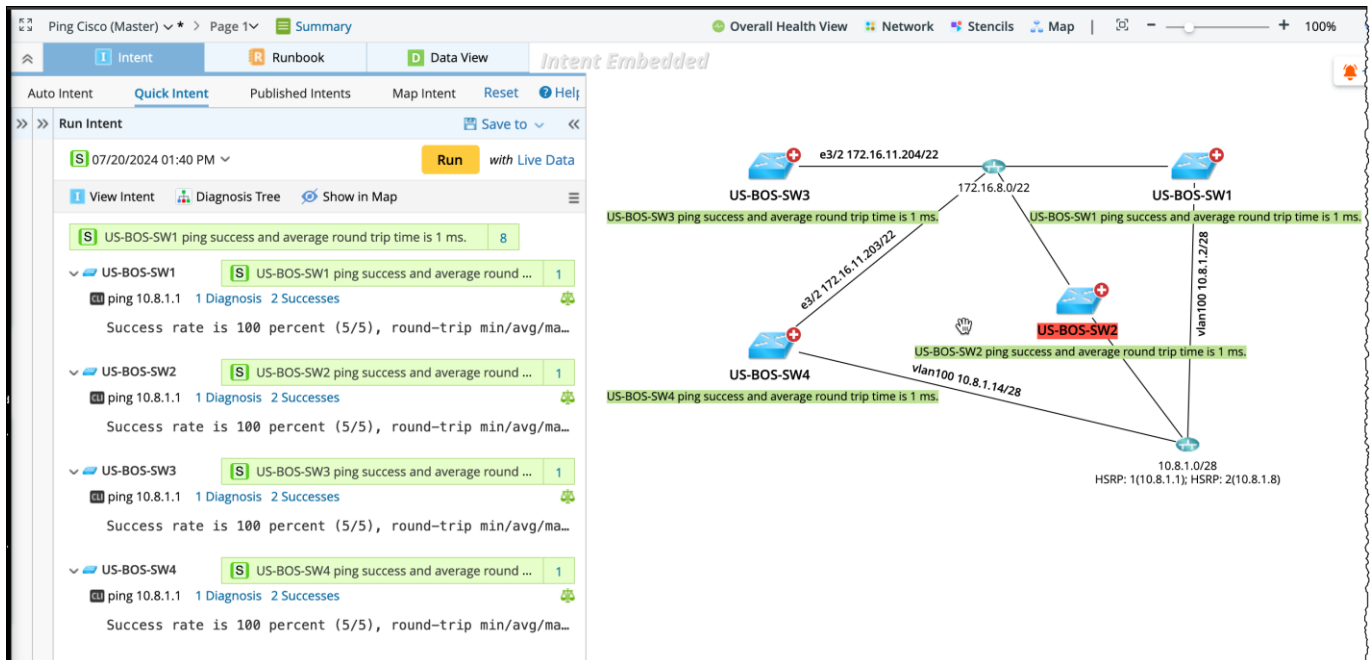 Ping Cisco (Master) * > Page 1 Summary Overall Health View Network Stencils Map | - + 100%
I Intent R Runbook D Data View Intent Embedded
Auto Intent Quick Intent Published Intents Map Intent Reset ? Help
Run Intent Save to
S 07/20/2024 01:40 PM Run with Live Data
I View Intent Diagnosis Tree Show in Map
S US-BOS-SW1 ping success and average round trip time is 1 ms. 8
US-BOS-SW1 S US-BOS-SW1 ping success and average round ... 1
CLI ping 10.8.1.1 1 Diagnosis 2 Successes
Success rate is 100 percent (5/5), round-trip min/avg/ma…
US-BOS-SW2 S US-BOS-SW2 ping success and average round ... 1
CLI ping 10.8.1.1 1 Diagnosis 2 Successes
Success rate is 100 percent (5/5), round-trip min/avg/ma…
US-BOS-SW3 S US-BOS-SW3 ping success and average round ... 1
CLI ping 10.8.1.1 1 Diagnosis 2 Successes
Success rate is 100 percent (5/5), round-trip min/avg/ma…
US-BOS-SW4 S US-BOS-SW4 ping success and average round ... 1
CLI ping 10.8.1.1 1 Diagnosis 2 Successes
Success rate is 100 percent (5/5), round-trip min/avg/ma…
e3/2 172.16.11.204/22
US-BOS-SW3
US-BOS-SW3 ping success and average round trip time is 1 ms.
172.16.8.0/22
US-BOS-SW1
US-BOS-SW1 ping success and average round trip time is 1 ms.
e3/2 172.16.11.203/22
vlan100 10.8.1.2/28
US-BOS-SW2
US-BOS-SW2 ping success and average round trip time is 1 ms.
US-BOS-SW4
US-BOS-SW4 ping success and average round trip time is 1 ms.
vlan100 10.8.1.14/28
10.8.1.0/28
HSRP: 1(10.8.1.1); HSRP: 2(10.8.1.8)